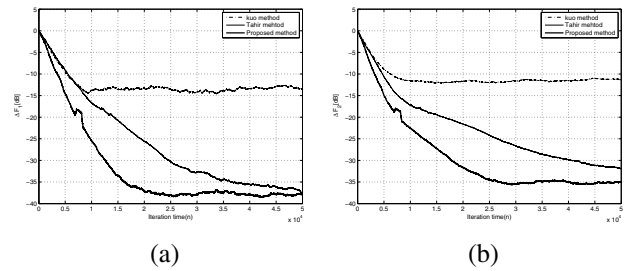 5
0
-5
-10
-15
-20
-25
-30
-35
-40
ΔF₁[dB]
0 0.5 1 1.5 2 2.5 3 3.5 4 4.5 5
x 10⁴
Iteration time(n)
kuo method
Tahir mehtod
Proposed method
(a)
5
0
-5
-10
-15
-20
-25
-30
-35
-40
ΔF₂[dB]
0 0.5 1 1.5 2 2.5 3 3.5 4 4.5 5
x 10⁴
Iteration time(n)
kuo method
Tahir method
Proposed method
(b)